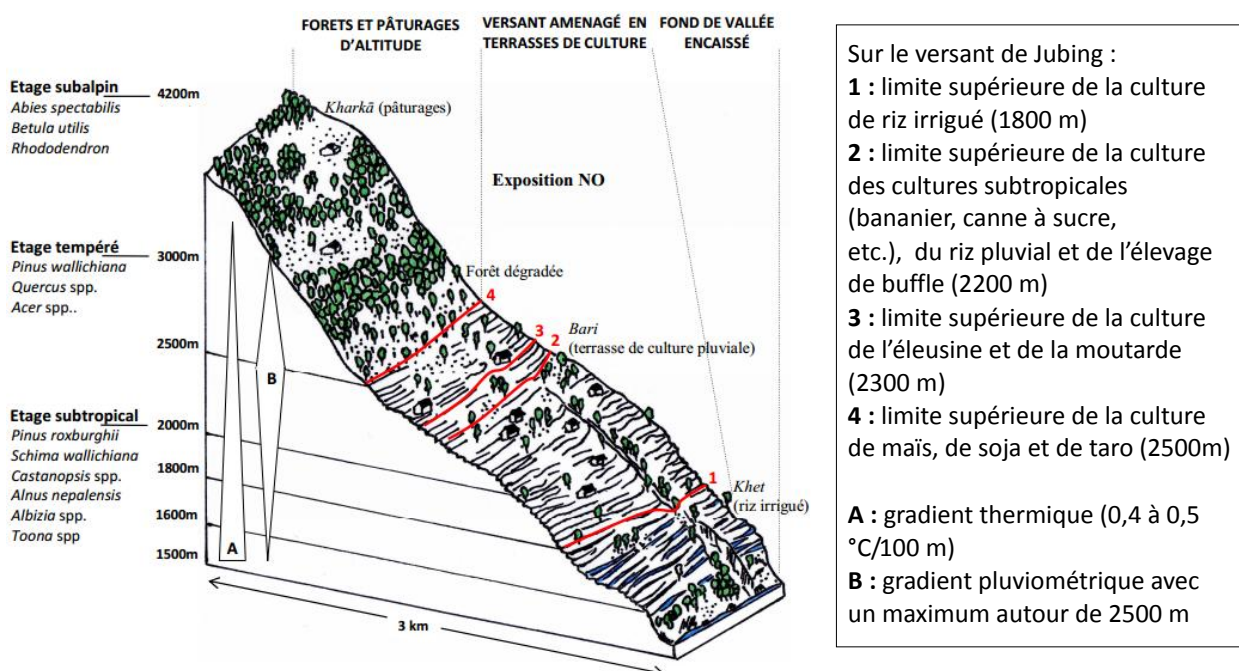 FORETS ET PÂTURAGES
D'ALTITUDE
VERSANT AMENAGÉ EN
TERRASSES DE CULTURE
FOND DE VALLÉE
ENCAISSÉ
Etage subalpin
Abies spectabilis
Betula utilis
Rhododendron
4200m
Kharkā (pâturages)
Exposition NO
Etage tempéré
Pinus wallichiana
Quercus spp.
Acer spp..
3000m
Forêt dégradée
4
3
2
Bari
(terrasse de culture pluviale)
2500m
B
Etage subtropical
Pinus roxburghii
Schima wallichiana
Castanopsis spp.
Alnus nepalensis
Albizia spp.
Toona spp
2000m
1800m
1600m
1500m
A
1
Khet
(riz irrigué)
3 km
Sur le versant de Jubing :
1 : limite supérieure de la culture
de riz irrigué (1800 m)
2 : limite supérieure de la culture
des cultures subtropicales
(bananier, canne à sucre,
etc.), du riz pluvial et de l'élevage
de buffle (2200 m)
3 : limite supérieure de la culture
de l'éleusine et de la moutarde
(2300 m)
4 : limite supérieure de la culture
de maïs, de soja et de taro (2500m)
A : gradient thermique (0,4 à 0,5
°C/100 m)
B : gradient pluviométrique avec
un maximum autour de 2500 m